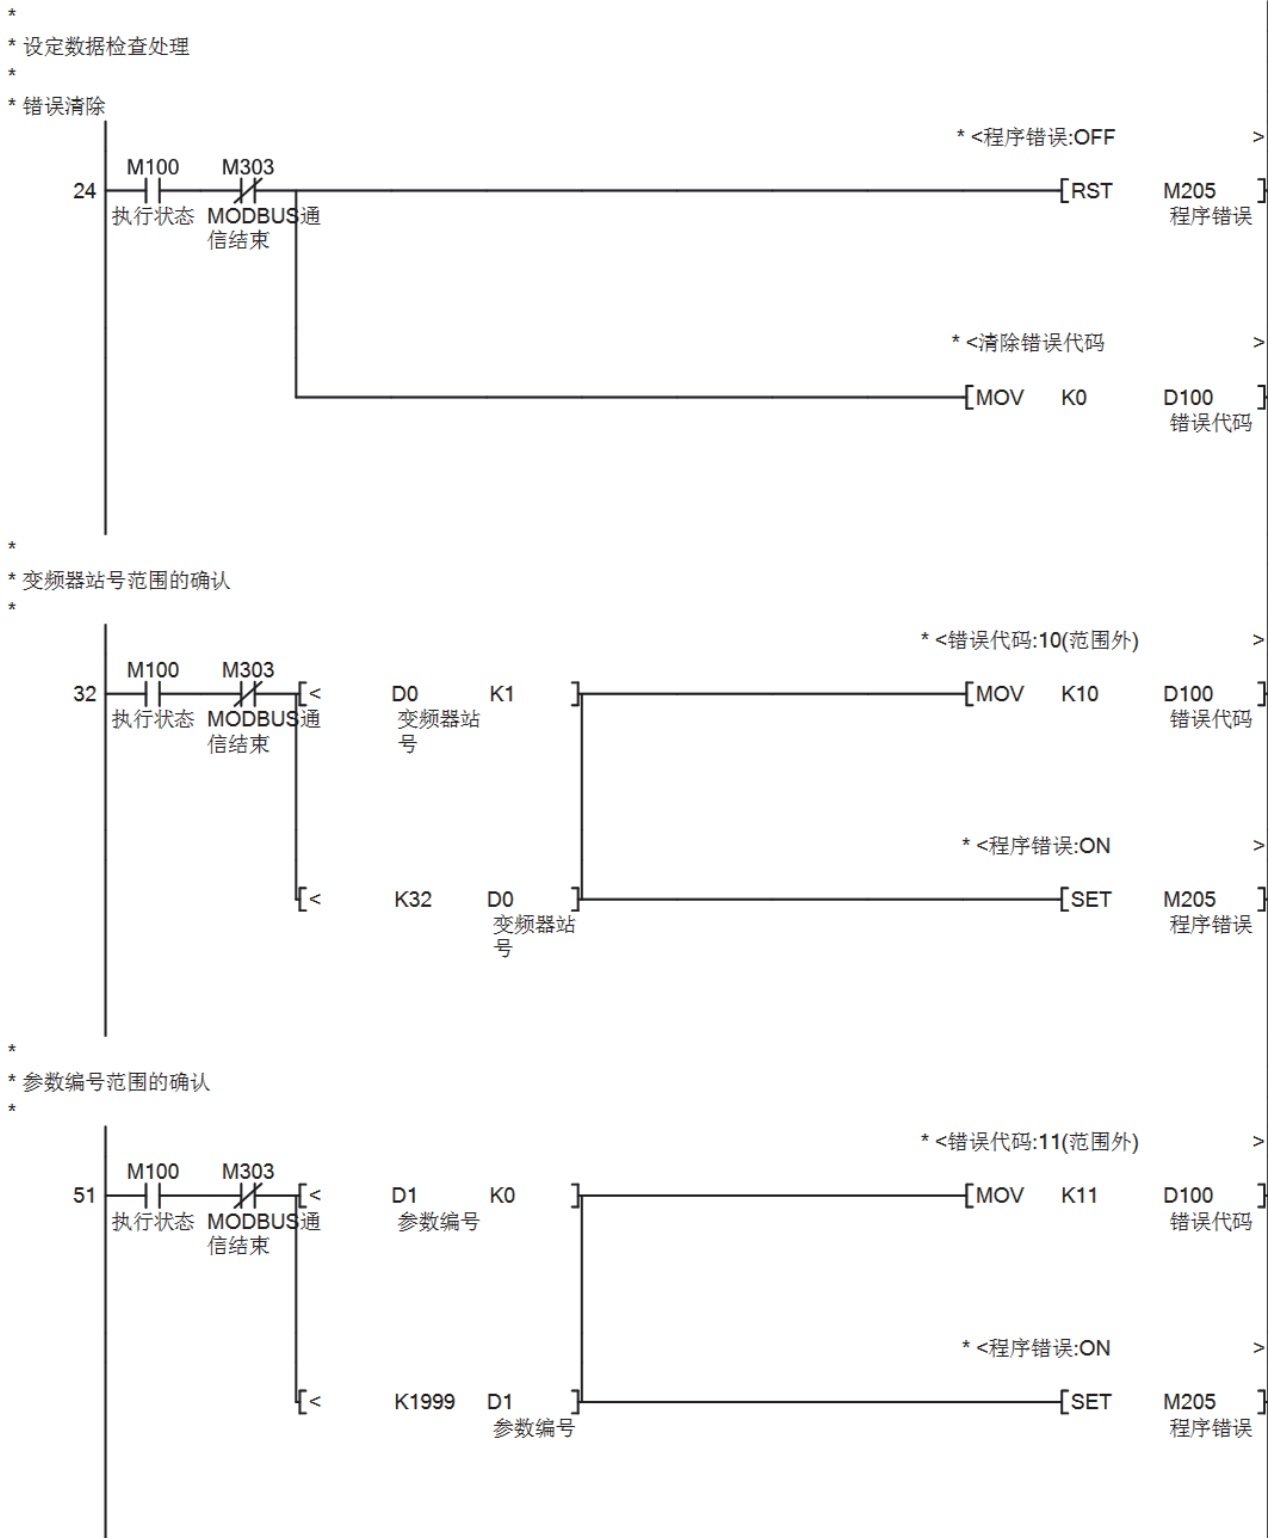 *
* 设定数据检查处理
*
* 错误清除
* <程序错误:OFF >
M100 M303
24 [RST M205 ]
执行状态 MODBUS通 程序错误
信结束
* <清除错误代码 >
[MOV K0 D100 ]
错误代码
*
* 变频器站号范围的确认
*
* <错误代码:10(范围外) >
M100 M303
32 [< D0 K1 ] [MOV K10 D100 ]
执行状态 MODBUS通 变频器站 错误代码
信结束 号
* <程序错误:ON >
[< K32 D0 ] [SET M205 ]
变频器站 程序错误
号
*
* 参数编号范围的确认
*
* <错误代码:11(范围外) >
M100 M303
51 [< D1 K0 ] [MOV K11 D100 ]
执行状态 MODBUS通 参数编号 错误代码
信结束
* <程序错误:ON >
[< K1999 D1 ] [SET M205 ]
参数编号 程序错误